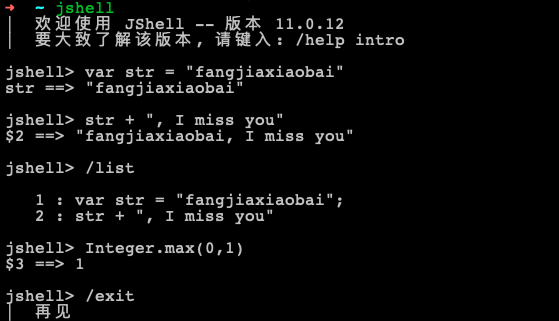 ➜ ~ jshell
| 欢迎使用 JShell -- 版本 11.0.12
| 要大致了解该版本, 请键入: /help intro
jshell> var str = "fangjiaxiaobai"
str ==> "fangjiaxiaobai"
jshell> str + ", I miss you"
$2 ==> "fangjiaxiaobai, I miss you"
jshell> /list
1 : var str = "fangjiaxiaobai";
2 : str + ", I miss you"
jshell> Integer.max(0,1)
$3 ==> 1
jshell> /exit
| 再见